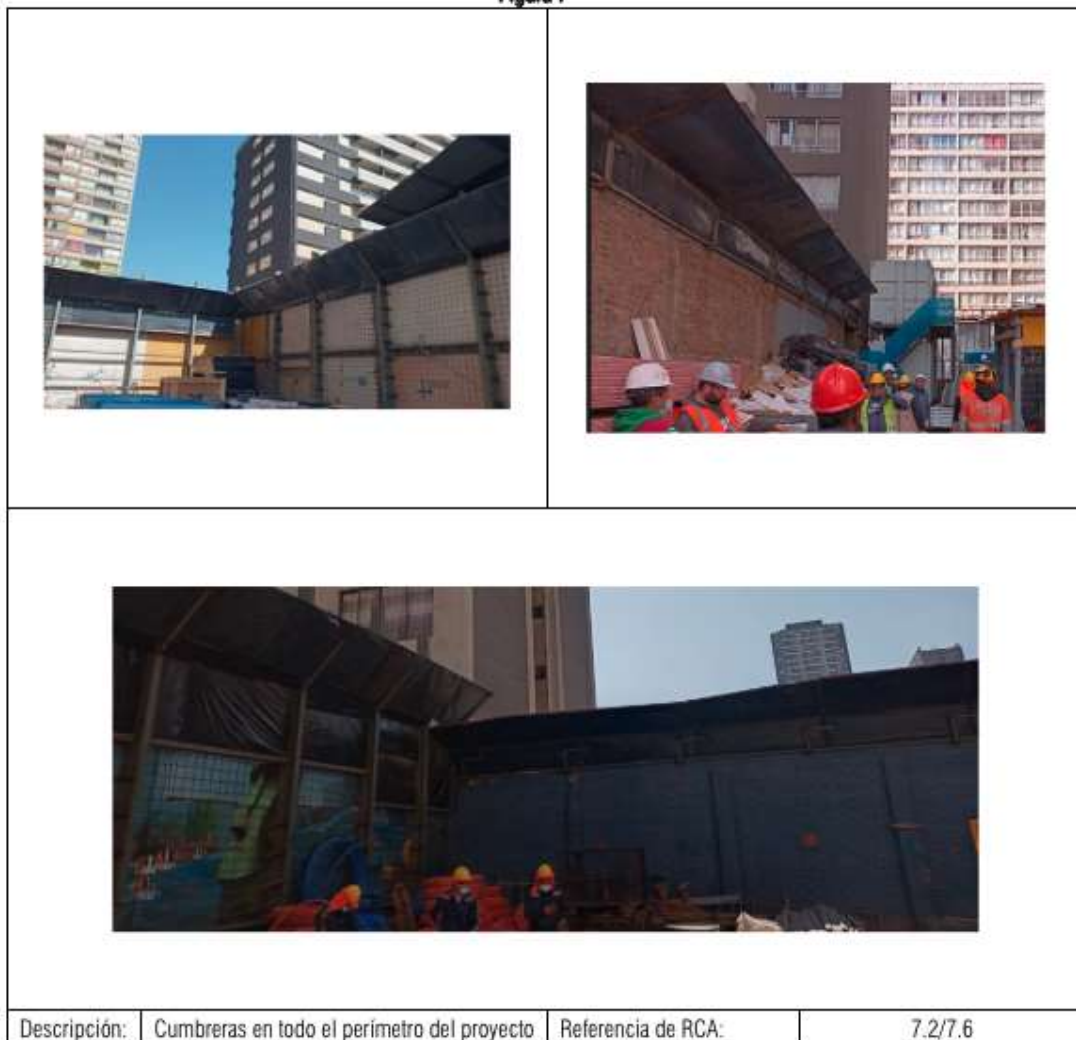 Descripción:
Cumbreras en todo el perímetro del proyecto
Referencia de RCA:
7.2/7.6